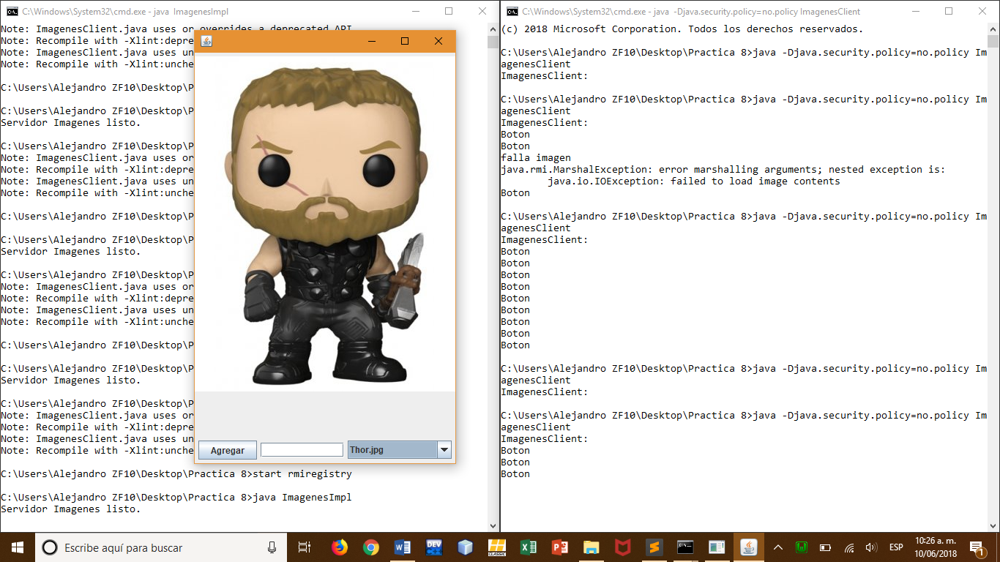 C:\Windows\System32\cmd.exe - java ImagenesImpl
Note: ImagenesClient.java uses or overrides a deprecated API.
Note: Recompile with -Xlint:depre
Note: ImagenesClient.java uses un
Note: Recompile with -Xlint:unche
C:\Users\Alejandro ZF10\Desktop\P
C:\Users\Alejandro ZF10\Desktop\P
Servidor Imagenes listo.
C:\Users\Alejandro ZF10\Desktop\P
Note: ImagenesClient.java uses or
Note: Recompile with -Xlint:depre
Note: ImagenesClient.java uses un
Note: Recompile with -Xlint:unche
C:\Users\Alejandro ZF10\Desktop\P
C:\Users\Alejandro ZF10\Desktop\P
Servidor Imagenes listo.
C:\Users\Alejandro ZF10\Desktop\P
Note: ImagenesClient.java uses or
Note: Recompile with -Xlint:depre
Note: ImagenesClient.java uses un
Note: Recompile with -Xlint:unche
C:\Users\Alejandro ZF10\Desktop\P
C:\Users\Alejandro ZF10\Desktop\P
Servidor Imagenes listo.
C:\Users\Alejandro ZF10\Desktop\P
Note: ImagenesClient.java uses or
Note: Recompile with -Xlint:depre
Note: ImagenesClient.java uses un
Note: Recompile with -Xlint:unche
C:\Users\Alejandro ZF10\Desktop\Practica 8>start rmiregistry
C:\Users\Alejandro ZF10\Desktop\Practica 8>java ImagenesImpl
Servidor Imagenes listo.
Agregar
Thor.jpg
C:\Windows\System32\cmd.exe - java -Djava.security.policy=no.policy ImagenesClient
(c) 2018 Microsoft Corporation. Todos los derechos reservados.
C:\Users\Alejandro ZF10\Desktop\Practica 8>java -Djava.security.policy=no.policy Im
agenesClient
ImagenesClient:
C:\Users\Alejandro ZF10\Desktop\Practica 8>java -Djava.security.policy=no.policy Im
agenesClient
ImagenesClient:
Boton
Boton
falla imagen
java.rmi.MarshalException: error marshalling arguments; nested exception is:
java.io.IOException: failed to load image contents
Boton
C:\Users\Alejandro ZF10\Desktop\Practica 8>java -Djava.security.policy=no.policy Im
agenesClient
ImagenesClient:
Boton
Boton
Boton
Boton
Boton
Boton
Boton
Boton
Boton
C:\Users\Alejandro ZF10\Desktop\Practica 8>java -Djava.security.policy=no.policy Im
agenesClient
ImagenesClient:
C:\Users\Alejandro ZF10\Desktop\Practica 8>java -Djava.security.policy=no.policy Im
agenesClient
ImagenesClient:
Boton
Boton
Boton
Escribe aquí para buscar
DEV
CLASSIC
ESP
10:26 a. m.
10/06/2018
1